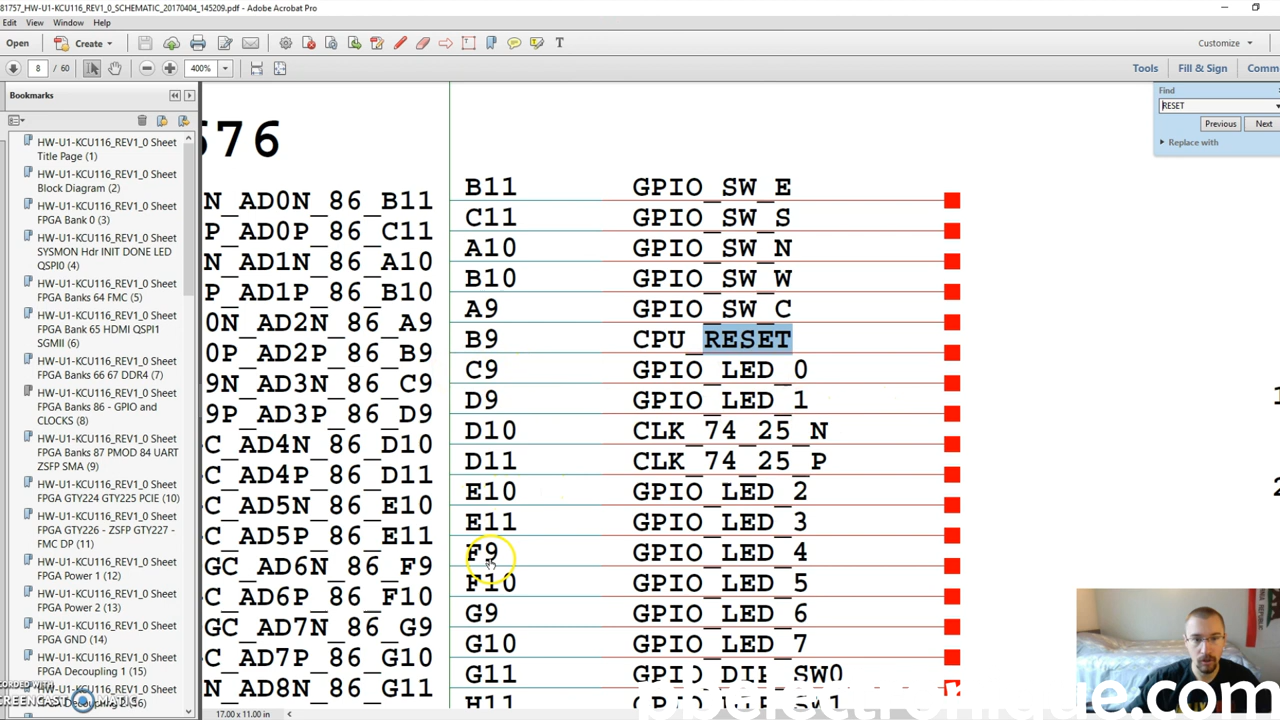 81757_HW-U1-KCU116_REV1_0_SCHEMATIC_20170404_145209.pdf - Adobe Acrobat Pro
Edit View Window Help
Open Create Customize
8 / 60 400% Tools Fill & Sign Comm
Bookmarks
HW-U1-KCU116_REV1_0 Sheet
Title Page (1)
HW-U1-KCU116_REV1_0 Sheet
Block Diagram (2)
HW-U1-KCU116_REV1_0 Sheet
FPGA Bank 0 (3)
HW-U1-KCU116_REV1_0 Sheet
SYSMON Hdr INIT DONE LED
QSPI0 (4)
HW-U1-KCU116_REV1_0 Sheet
FPGA Banks 64 FMC (5)
HW-U1-KCU116_REV1_0 Sheet
FPGA Bank 65 HDMI QSPI1
SGMII (6)
HW-U1-KCU116_REV1_0 Sheet
FPGA Banks 66 67 DDR4 (7)
HW-U1-KCU116_REV1_0 Sheet
FPGA Banks 86 - GPIO and
CLOCKS (8)
HW-U1-KCU116_REV1_0 Sheet
FPGA Banks 87 PMOD 84 UART
ZSFP SMA (9)
HW-U1-KCU116_REV1_0 Sheet
FPGA GTY224 GTY225 PCIE (10)
HW-U1-KCU116_REV1_0 Sheet
FPGA GTY226 - ZSFP GTY227 -
FMC DP (11)
HW-U1-KCU116_REV1_0 Sheet
FPGA Power 1 (12)
HW-U1-KCU116_REV1_0 Sheet
FPGA Power 2 (13)
HW-U1-KCU116_REV1_0 Sheet
FPGA GND (14)
HW-U1-KCU116_REV1_0 Sheet
FPGA Decoupling 1 (15)
HW-U1-KCU116_REV1_0 Sheet
676
N_AD0N_86_B11 B11 GPIO_SW_E
P_AD0P_86_C11 C11 GPIO_SW_S
N_AD1N_86_A10 A10 GPIO_SW_N
P_AD1P_86_B10 B10 GPIO_SW_W
0N_AD2N_86_A9 A9 GPIO_SW_C
0P_AD2P_86_B9 B9 CPU_RESET
9N_AD3N_86_C9 C9 GPIO_LED_0
9P_AD3P_86_D9 D9 GPIO_LED_1
C_AD4N_86_D10 D10 CLK_74_25_N
C_AD4P_86_D11 D11 CLK_74_25_P
C_AD5N_86_E10 E10 GPIO_LED_2
C_AD5P_86_E11 E11 GPIO_LED_3
GC_AD6N_86_F9 F9 GPIO_LED_4
C_AD6P_86_F10 F10 GPIO_LED_5
GC_AD7N_86_G9 G9 GPIO_LED_6
C_AD7P_86_G10 G10 GPIO_LED_7
N_AD8N_86_G11 G11 GPIO_DIP_SW0
H11 GPIO_DIP_SW1
17.00 x 11.00 in
Find
RESET
Previous Next
Replace with